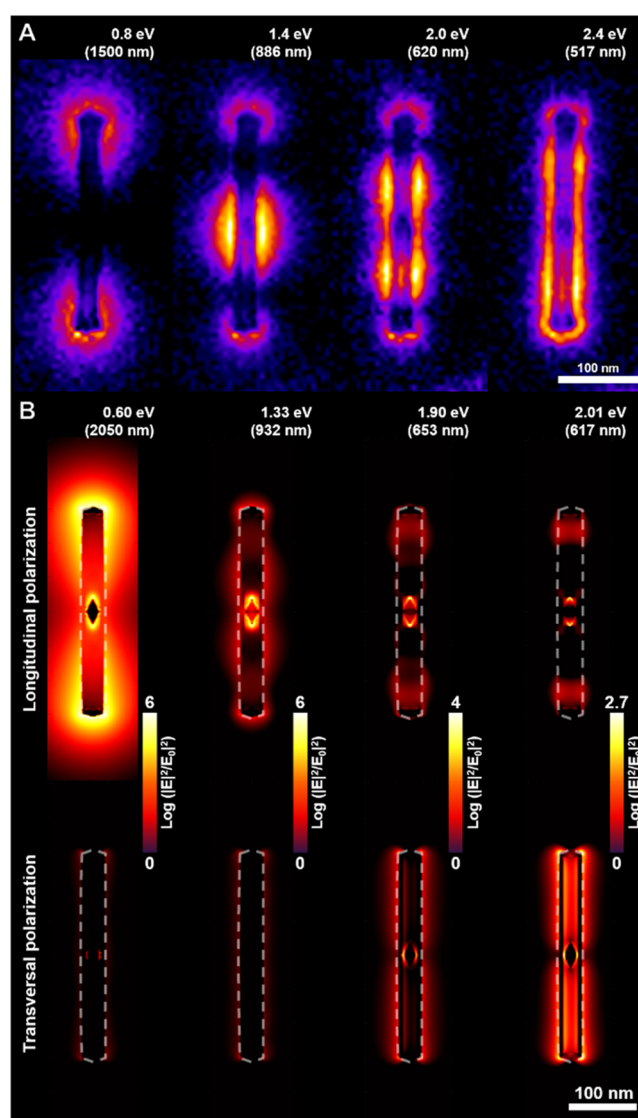 A
0.8 eV
(1500 nm)
1.4 eV
(886 nm)
2.0 eV
(620 nm)
2.4 eV
(517 nm)
100 nm
B
0.60 eV
(2050 nm)
1.33 eV
(932 nm)
1.90 eV
(653 nm)
2.01 eV
(617 nm)
Longitudinal polarization
6
Log (|E|²/E₀|²)
0
6
Log (|E|²/E₀|²)
0
4
Log (|E|²/E₀|²)
0
2.7
Log (|E|²/E₀|²)
0
Transversal polarization
100 nm